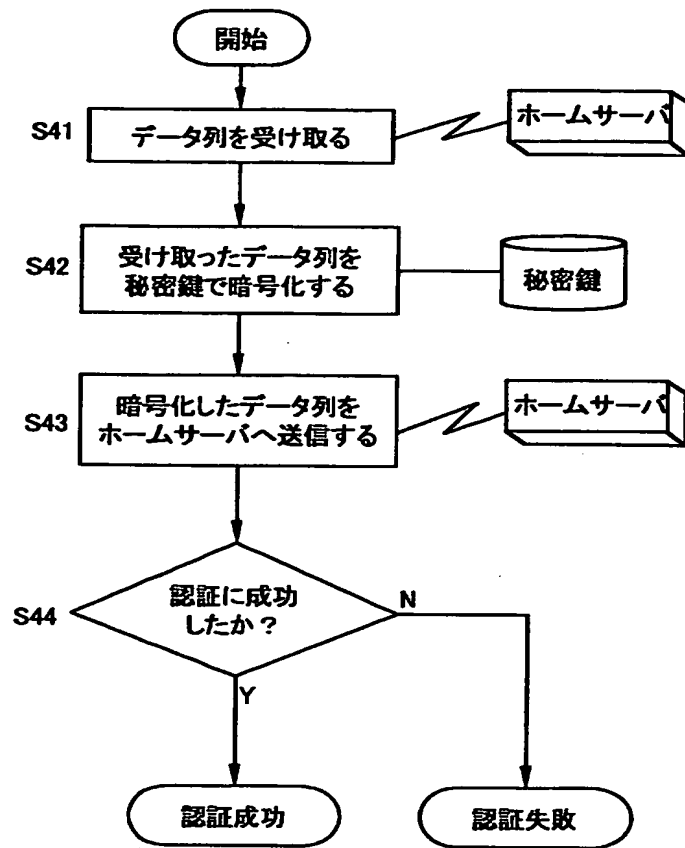 開始
S41
データ列を受け取る
ホームサーバ
S42
受け取ったデータ列を
秘密鍵で暗号化する
秘密鍵
S43
暗号化したデータ列を
ホームサーバへ送信する
ホームサーバ
S44
認証に成功
したか？
N
Y
認証成功
認証失敗